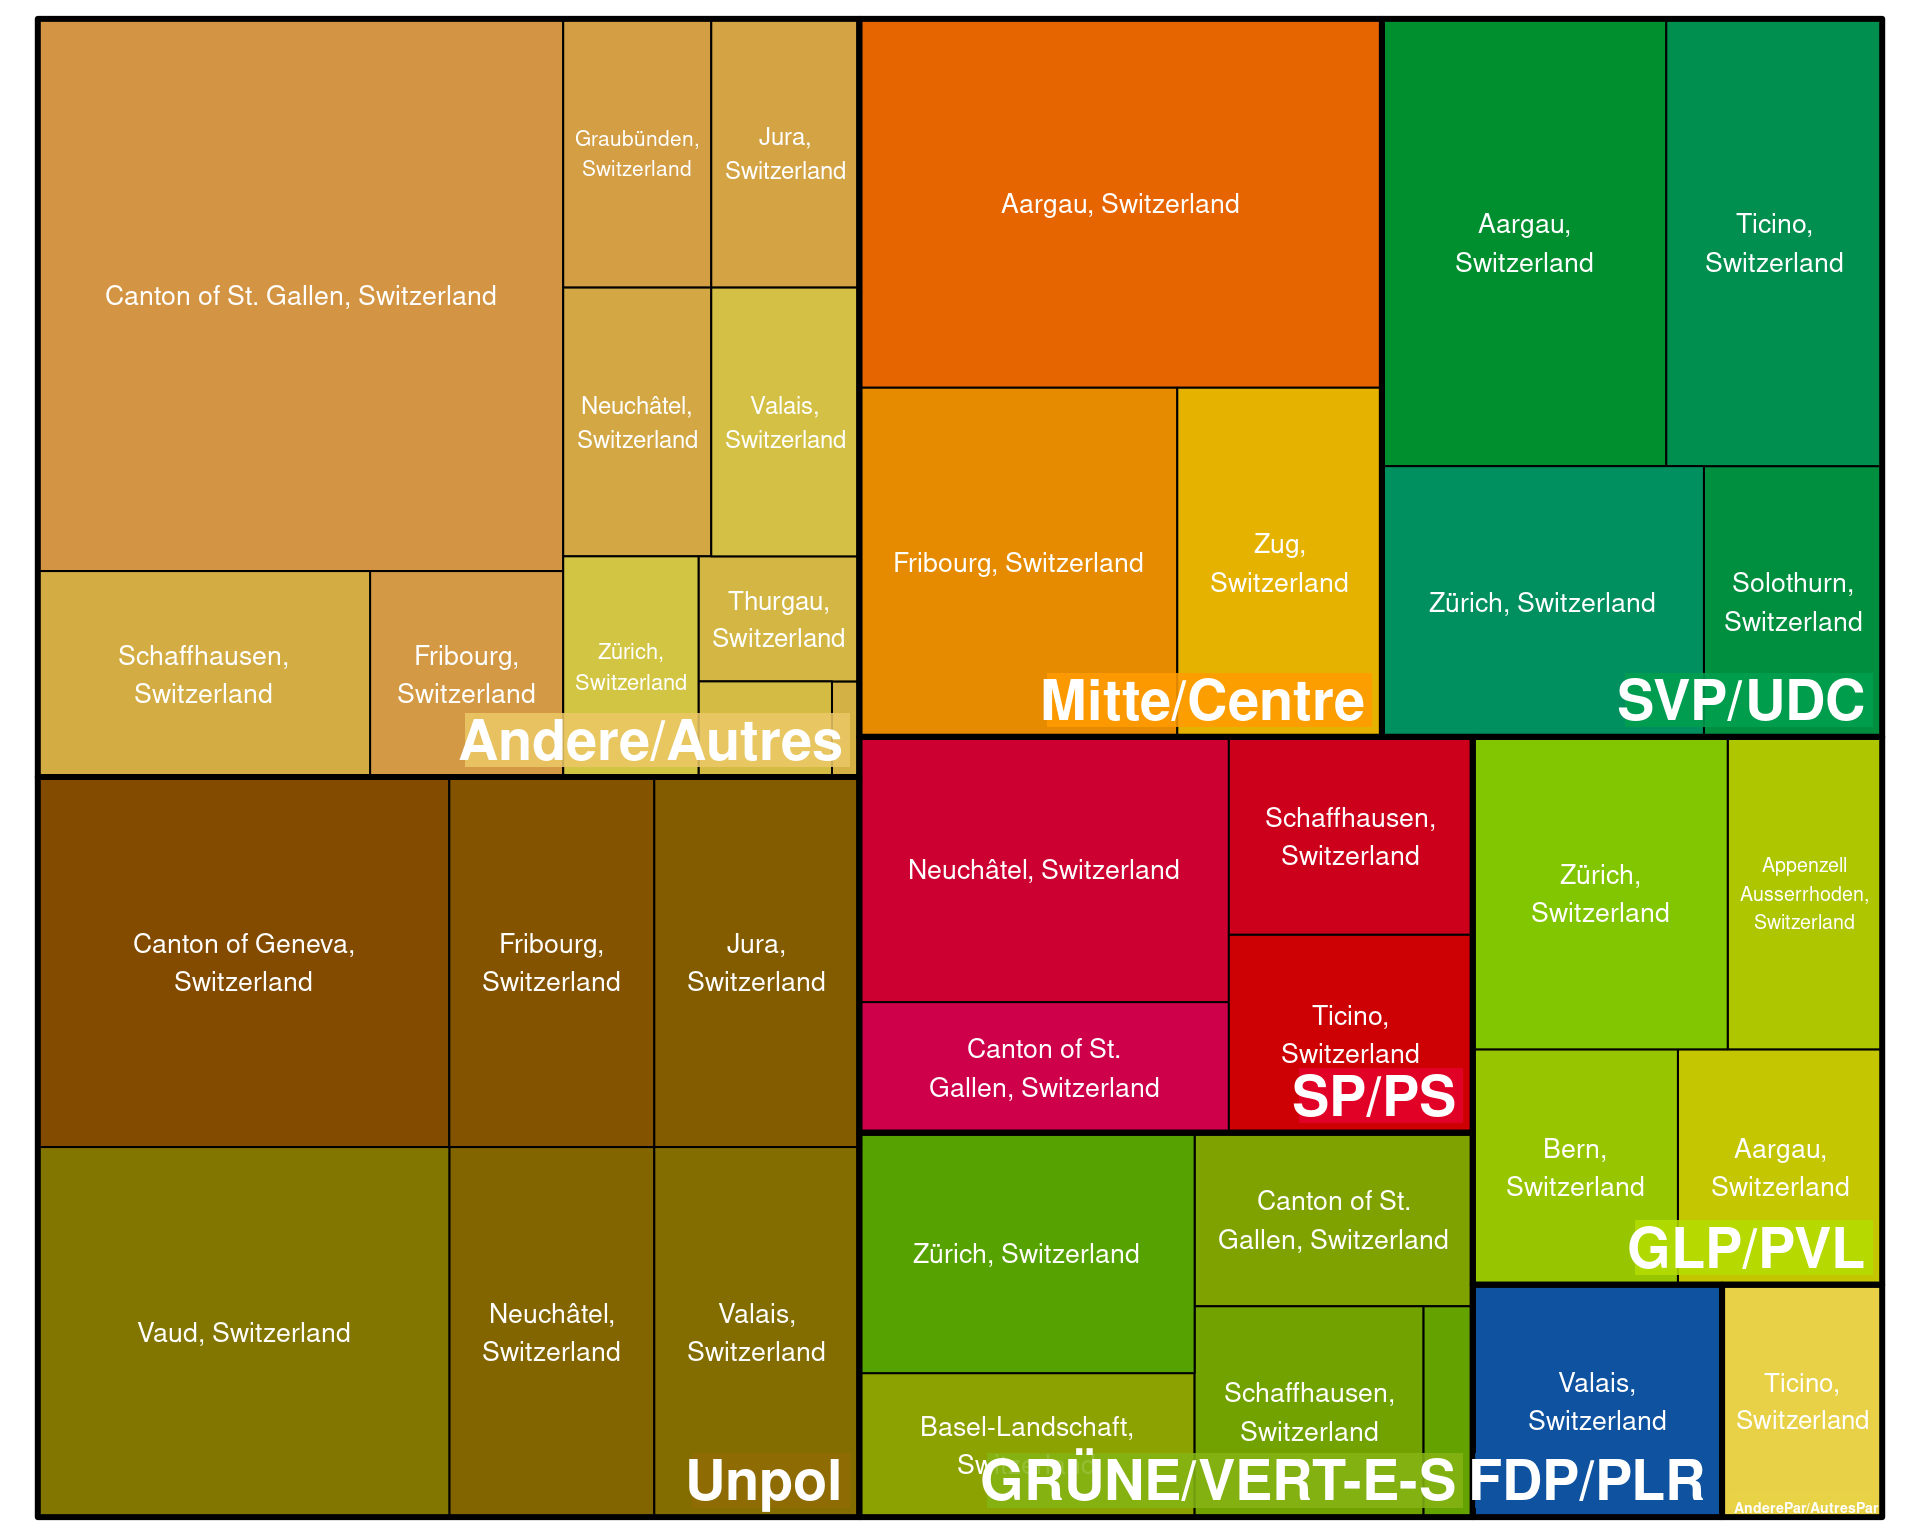 Canton of St. Gallen, Switzerland
Graubünden,
Switzerland
Jura,
Switzerland
Neuchâtel,
Switzerland
Valais,
Switzerland
Schaffhausen,
Switzerland
Fribourg,
Switzerland
Zürich,
Switzerland
Thurgau,
Switzerland
Andere/Autres
Aargau, Switzerland
Fribourg, Switzerland
Zug,
Switzerland
Mitte/Centre
Aargau,
Switzerland
Ticino,
Switzerland
Zürich, Switzerland
Solothurn,
Switzerland
SVP/UDC
Canton of Geneva,
Switzerland
Fribourg,
Switzerland
Jura,
Switzerland
Vaud, Switzerland
Neuchâtel,
Switzerland
Valais,
Switzerland
Unpol
Neuchâtel, Switzerland
Schaffhausen,
Switzerland
Canton of St.
Gallen, Switzerland
Ticino,
Switzerland
SP/PS
Zürich,
Switzerland
Appenzell
Ausserrhoden,
Switzerland
Bern,
Switzerland
Aargau,
Switzerland
GLP/PVL
Zürich, Switzerland
Canton of St.
Gallen, Switzerland
Basel-Landschaft,
Switzerland
Schaffhausen,
Switzerland
GRÜNE/VERT-E-S
Valais,
Switzerland
FDP/PLR
Ticino,
Switzerland
AnderePar/AutresPar